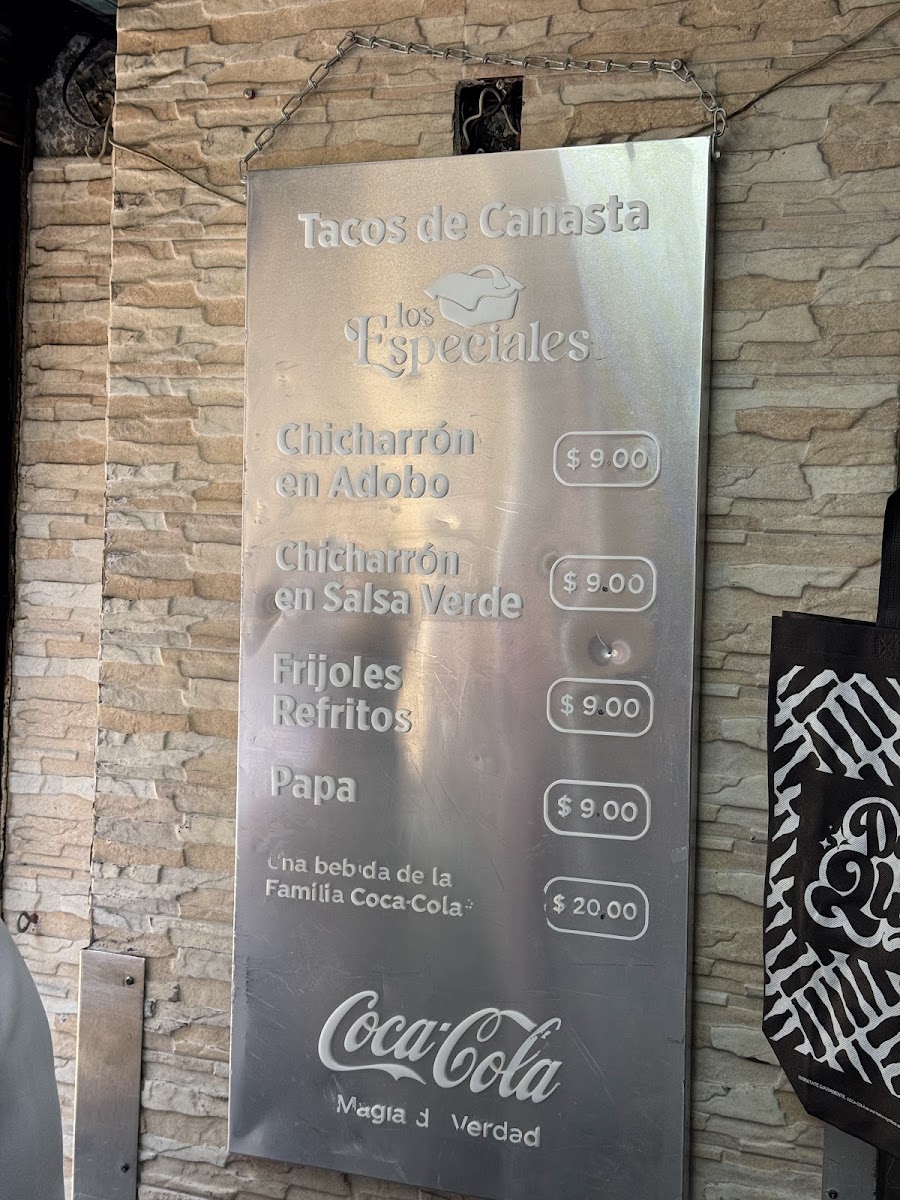 Tacos de Canasta
los
Especiales
Chicharrón
en Adobo
$ 9.00
Chicharrón
en Salsa Verde
$ 9.00
Frijoles
Refritos
$ 9.00
Papa
$ 9.00
Una bebida de la
Familia Coca-Cola
$ 20.00
Coca-Cola
Magia d Verdad